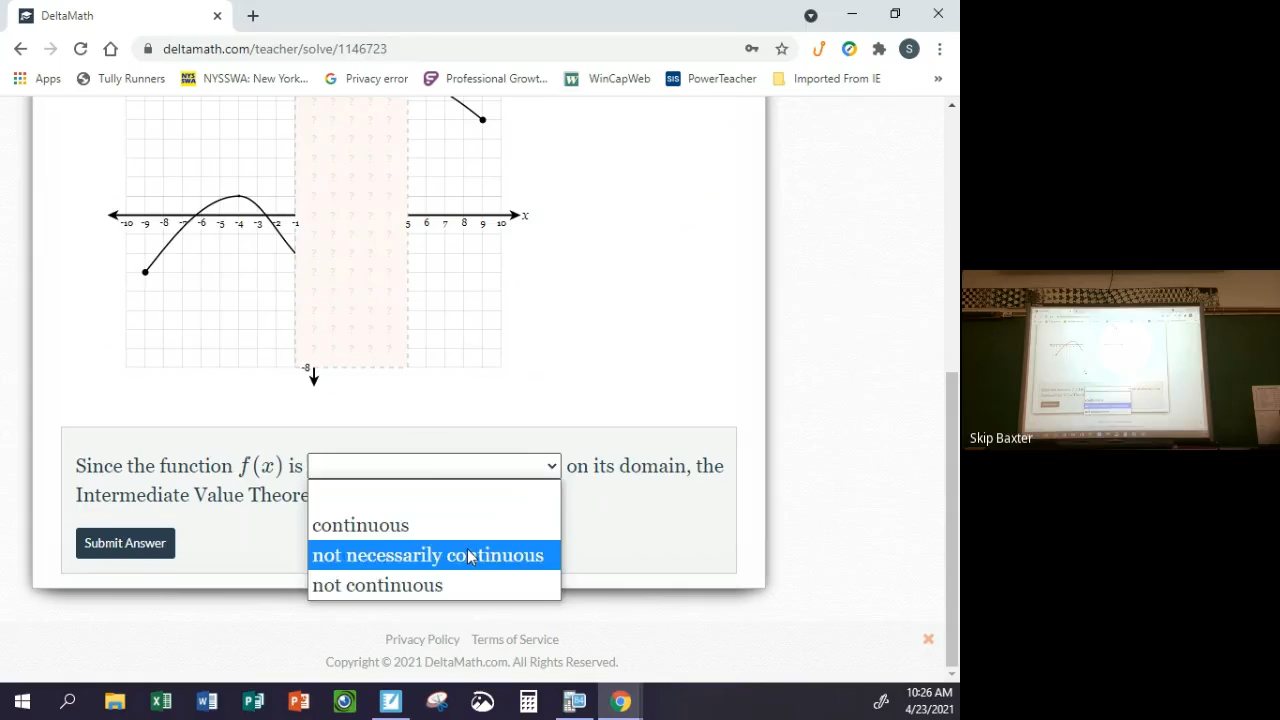 DeltaMath
deltamath.com/teacher/solve/1146723
S
Apps Tully Runners NYSSWA: New York... Privacy error Professional Growt... WinCapWeb PowerTeacher Imported From IE »
? ? ? ? ?
? ? ? ? ?
? ? ? ? ?
? ? ? ? ?
? ? ? ? ?
? ? ? ? ?
? ? ? ? ?
x
-10 -9 -8 -7 -6 -5 -4 -3 -2 -1 5 6 7 8 9 10
? ? ? ? ?
? ? ? ? ?
? ? ? ? ?
? ? ? ? ?
? ? ? ? ?
? ? ? ? ?
? ? ? ? ?
-8
Since the function f(x) is on its domain, the
Intermediate Value Theore
continuous
not necessarily continuous
not continuous
Submit Answer
Privacy Policy Terms of Service
Copyright © 2021 DeltaMath.com. All Rights Reserved.
10:26 AM
4/23/2021
Skip Baxter